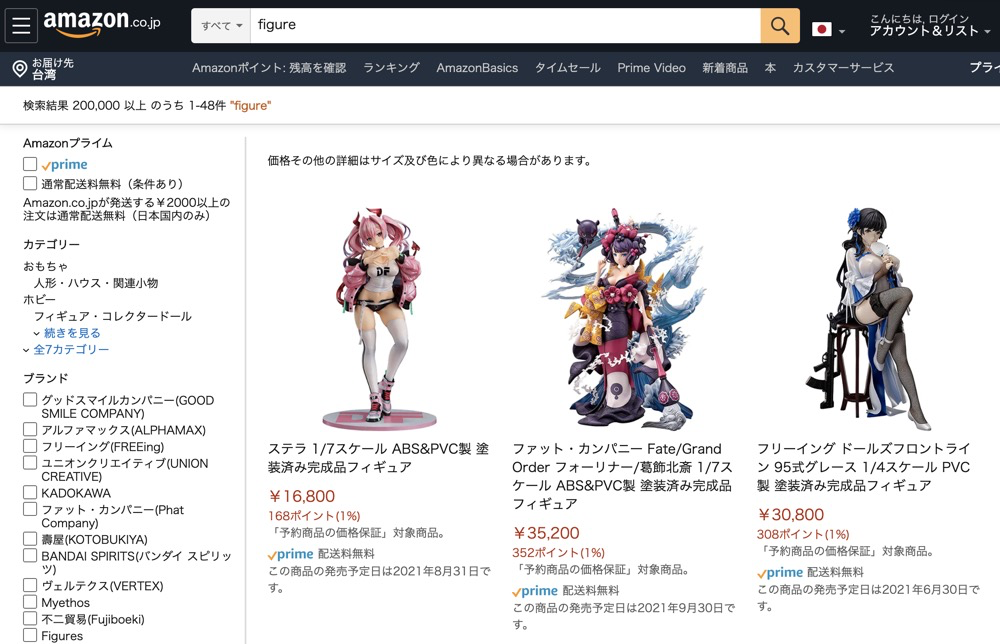 amazon.co.jp
すべて
figure
こんにちは, ログイン
アカウント＆リスト
お届け先
台湾
Amazonポイント: 残高を確認 ランキング AmazonBasics タイムセール Prime Video 新着商品 本 カスタマーサービス
プライ
検索結果 200,000 以上 のうち 1-48件 "figure"
Amazonプライム
prime
通常配送料無料（条件あり）
Amazon.co.jpが発送する￥2000以上の
注文は通常配送料無料（日本国内のみ）
カテゴリー
おもちゃ
人形・ハウス・関連小物
ホビー
フィギュア・コレクタードール
続きを見る
全7カテゴリー
ブランド
グッドスマイルカンパニー(GOOD
SMILE COMPANY)
アルファマックス(ALPHAMAX)
フリーイング(FREEing)
ユニオンクリエイティブ(UNION
CREATIVE)
KADOKAWA
ファット・カンパニー(Phat
Company)
壽屋(KOTOBUKIYA)
BANDAI SPIRITS(バンダイ スピリッ
ツ)
ヴェルテクス(VERTEX)
Myethos
不二貿易(Fujiboeki)
Figures
価格その他の詳細はサイズ及び色により異なる場合があります。
DF
ステラ 1/7スケール ABS&PVC製 塗
装済み完成品フィギュア
￥16,800
168ポイント(1%)
「予約商品の価格保証」対象商品。
prime 配送料無料
この商品の発売予定日は2021年8月31日で
す。
ファット・カンパニー Fate/Grand
Order フォーリナー/葛飾北斎 1/7ス
ケール ABS&PVC製 塗装済み完成品
フィギュア
￥35,200
352ポイント(1%)
「予約商品の価格保証」対象商品。
prime 配送料無料
この商品の発売予定日は2021年9月30日で
す。
フリーイング ドールズフロントライ
ン 95式グレース 1/4スケール PVC
製 塗装済み完成品フィギュア
￥30,800
308ポイント(1%)
「予約商品の価格保証」対象商品。
prime 配送料無料
この商品の発売予定日は2021年6月30日で
す。